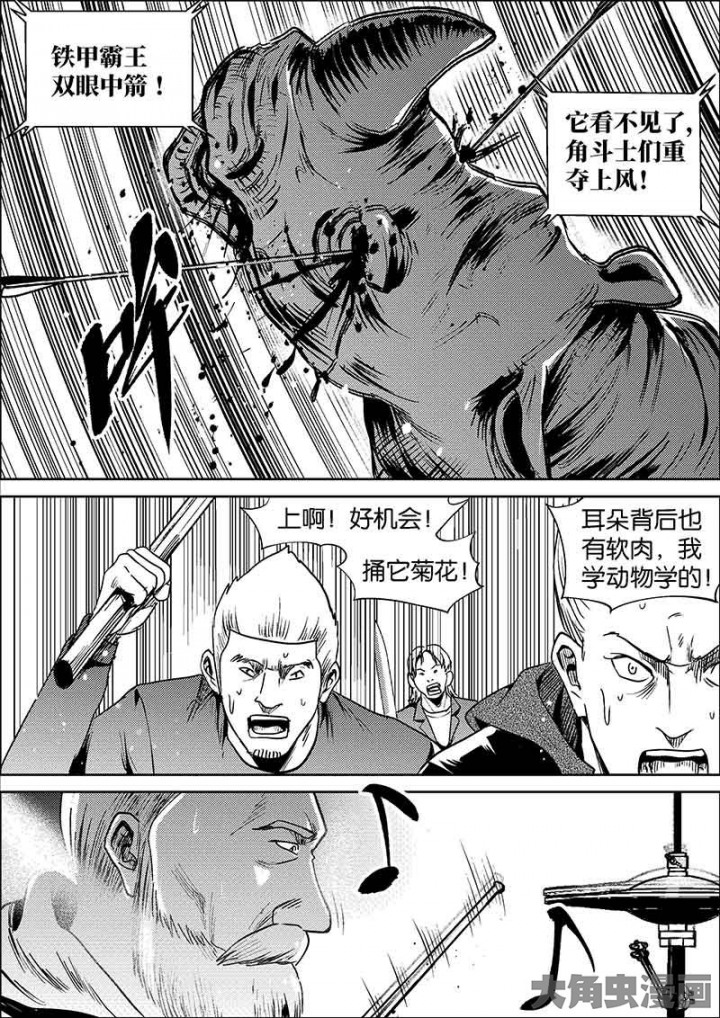 铁甲霸王
双眼中箭！
它看不见了，
角斗士们重
夺上风！
上啊！好机会！
捅它菊花！
耳朵背后也
有软肉，我
学动物学的！
大角虫漫画